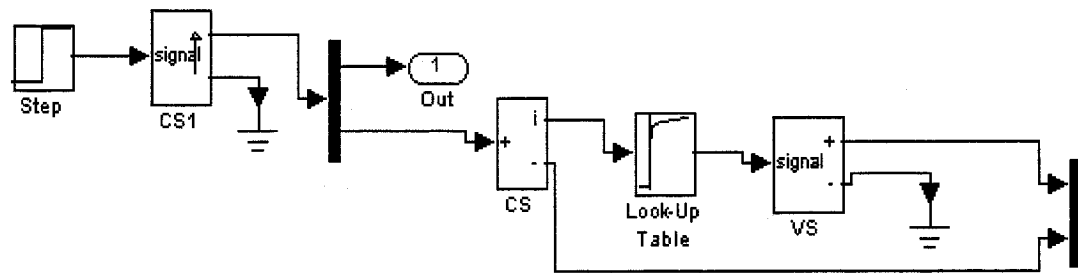 signal
Step
CS1
1
Out
+
i
-
CS
Look-Up
Table
signal
+
-
VS